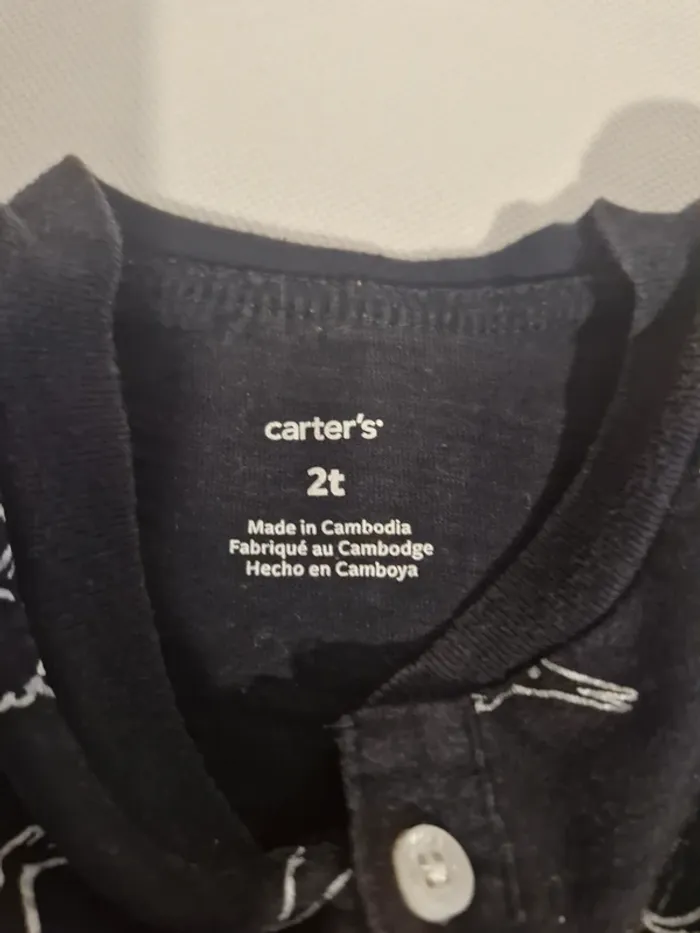 carter's
2t
Made in Cambodia
Fabriqué au Cambodge
Hecho en Camboya